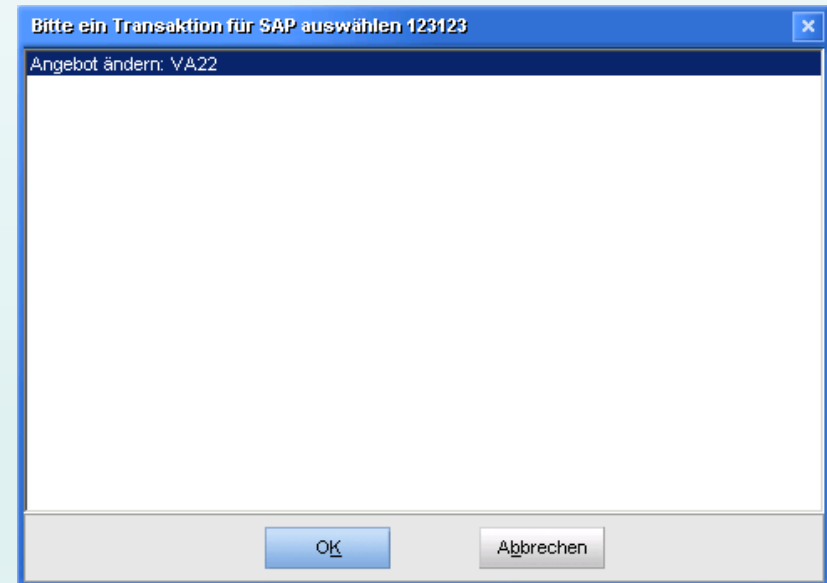 Bitte ein Transaktion für SAP auswählen 123123
Angebot ändern: VA22
OK
Abbrechen